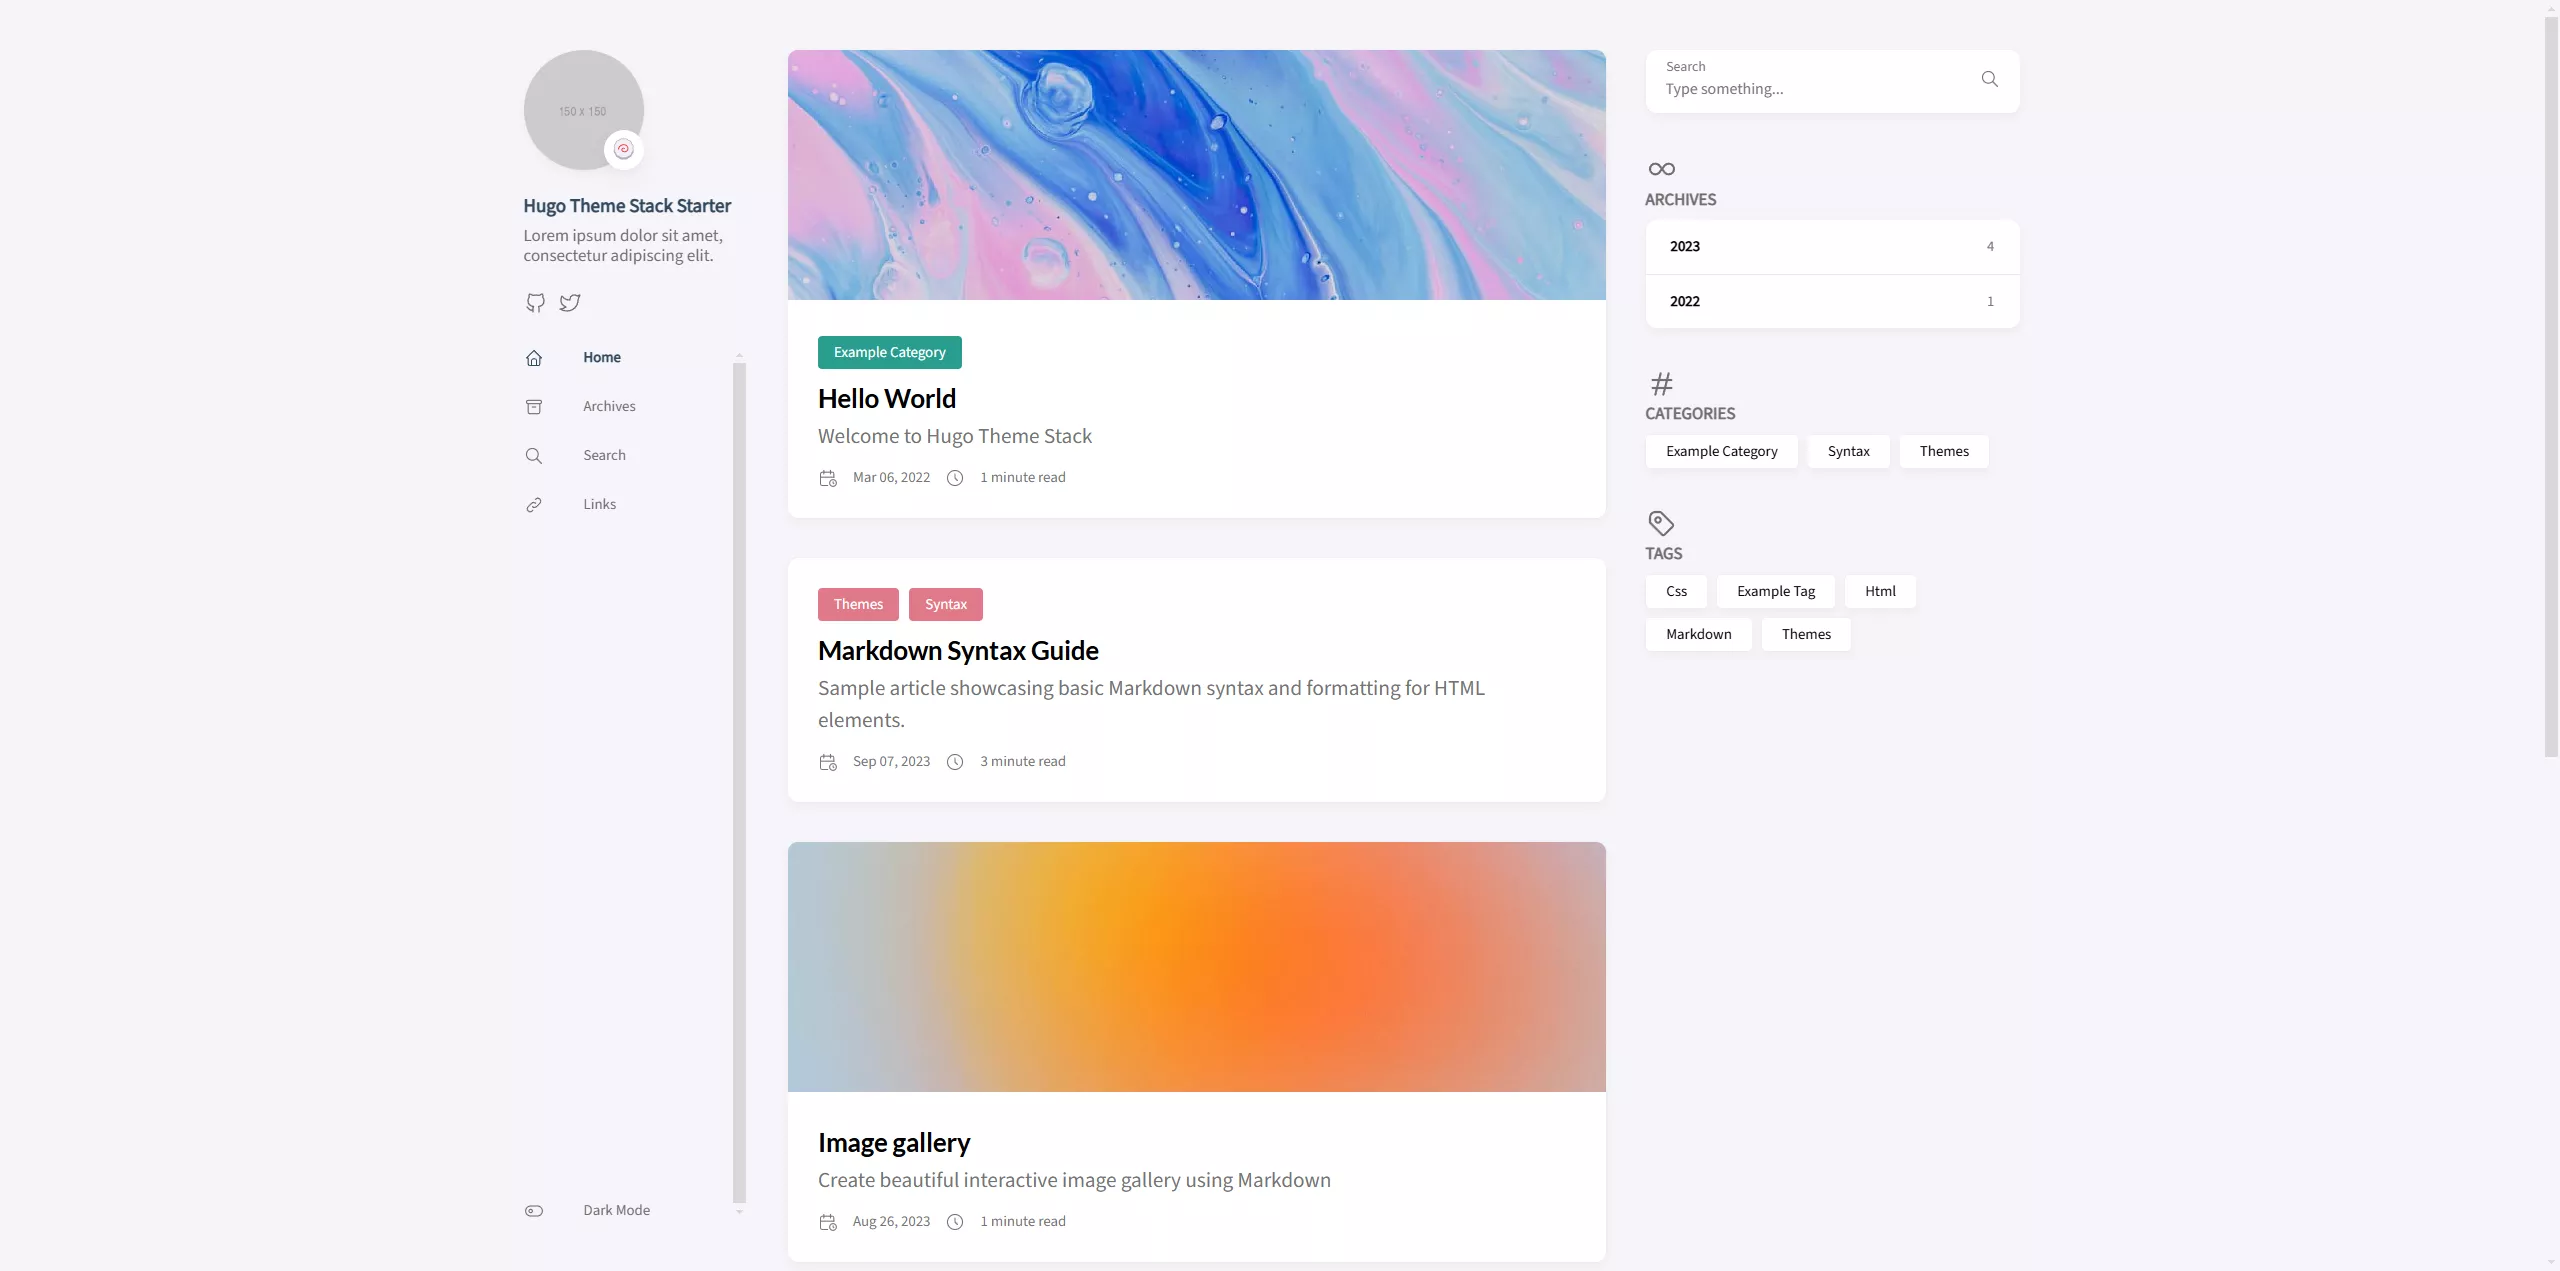 150 x 150
Hugo Theme Stack Starter
Lorem ipsum dolor sit amet,
consectetur adipiscing elit.
Home
Archives
Search
Links
Dark Mode
Example Category
Hello World
Welcome to Hugo Theme Stack
Mar 06, 2022 1 minute read
Themes Syntax
Markdown Syntax Guide
Sample article showcasing basic Markdown syntax and formatting for HTML
elements.
Sep 07, 2023 3 minute read
Image gallery
Create beautiful interactive image gallery using Markdown
Aug 26, 2023 1 minute read
Search
Type something...
ARCHIVES
2023 4
2022 1
CATEGORIES
Example Category Syntax Themes
TAGS
Css Example Tag Html
Markdown Themes